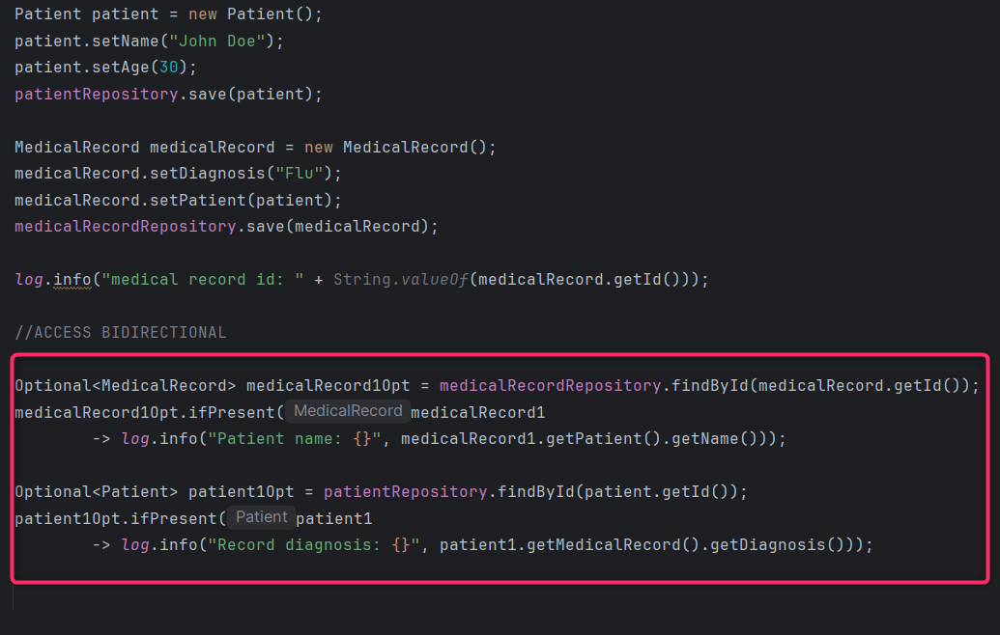 Patient patient = new Patient();
patient.setName("John Doe");
patient.setAge(30);
patientRepository.save(patient);
MedicalRecord medicalRecord = new MedicalRecord();
medicalRecord.setDiagnosis("Flu");
medicalRecord.setPatient(patient);
medicalRecordRepository.save(medicalRecord);
log.info("medical record id: " + String.valueOf(medicalRecord.getId()));
//ACCESS BIDIRECTIONAL
Optional<MedicalRecord> medicalRecord1Opt = medicalRecordRepository.findById(medicalRecord.getId());
medicalRecord1Opt.ifPresent( MedicalRecord medicalRecord1
-> log.info("Patient name: {}", medicalRecord1.getPatient().getName()));
Optional<Patient> patient1Opt = patientRepository.findById(patient.getId());
patient1Opt.ifPresent( Patient patient1
-> log.info("Record diagnosis: {}", patient1.getMedicalRecord().getDiagnosis()));